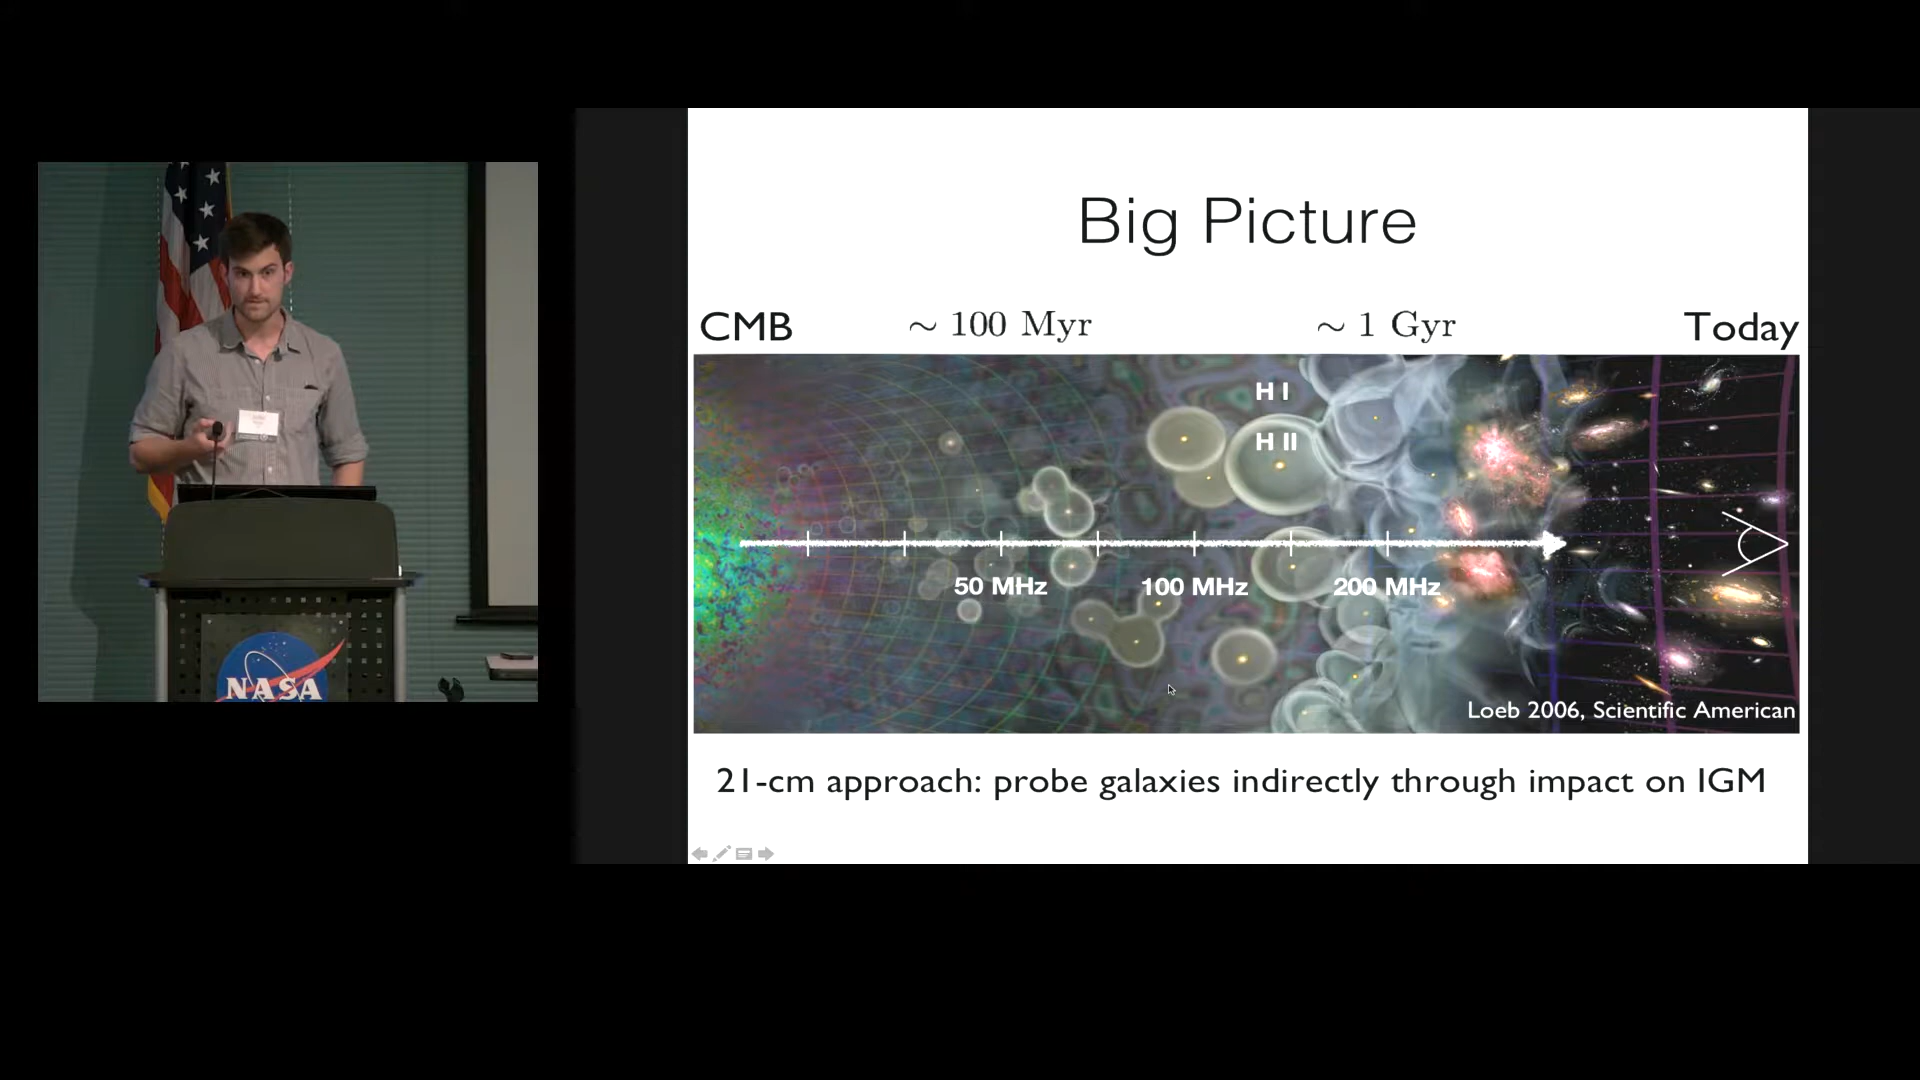 Big Picture
CMB ~ 100 Myr ~ 1 Gyr Today
H I
H II
50 MHz 100 MHz 200 MHz
Loeb 2006, Scientific American
21-cm approach: probe galaxies indirectly through impact on IGM
NASA